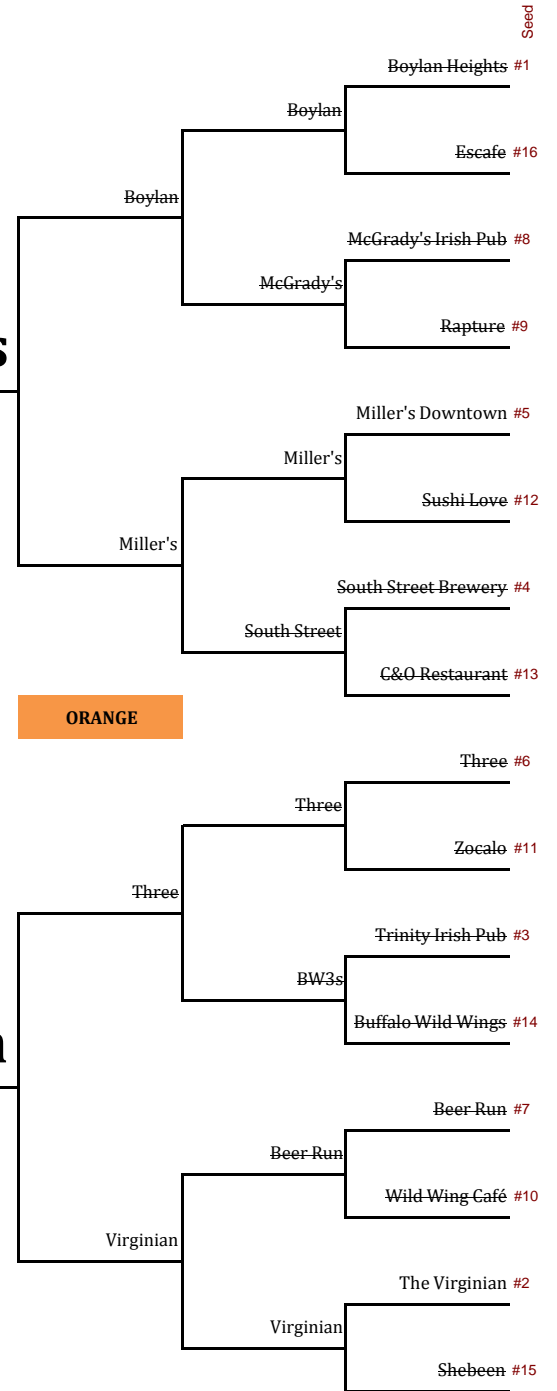 Seed
Boylan Heights #1
Boylan
Escafe #16
Boylan
McGrady's Irish Pub #8
McGrady's
Rapture #9
s
Miller's Downtown #5
Miller's
Sushi Love #12
Miller's
South Street Brewery #4
South Street
C&O Restaurant #13
ORANGE
Three #6
Three
Zocalo #11
Three
Trinity Irish Pub #3
BW3s
Buffalo Wild Wings #14
n
Beer Run #7
Beer Run
Wild Wing Café #10
Virginian
The Virginian #2
Virginian
Shebeen #15